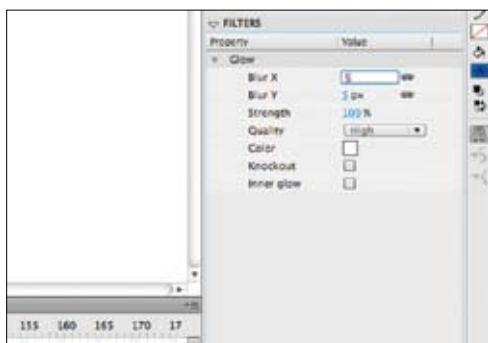 FILTERS
Property Value
Glow
Blur X 5
Blur Y 5 px
Strength 100 %
Quality High
Color
Knockout
Inner glow
155 160 165 170 17